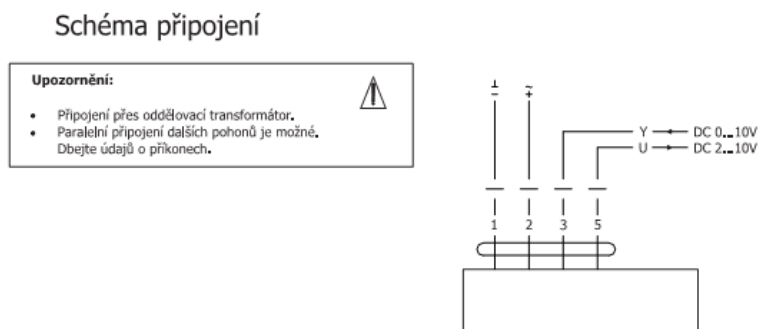 Schéma připojení
Upozornění:
• Připojení přes oddělovací transformátor.
• Paralelní připojení dalších pohonů je možné.
Dbejte údajů o příkonech.
⊥ ~
− +
Y DC 0...10V
U DC 2...10V
1 2 3 5